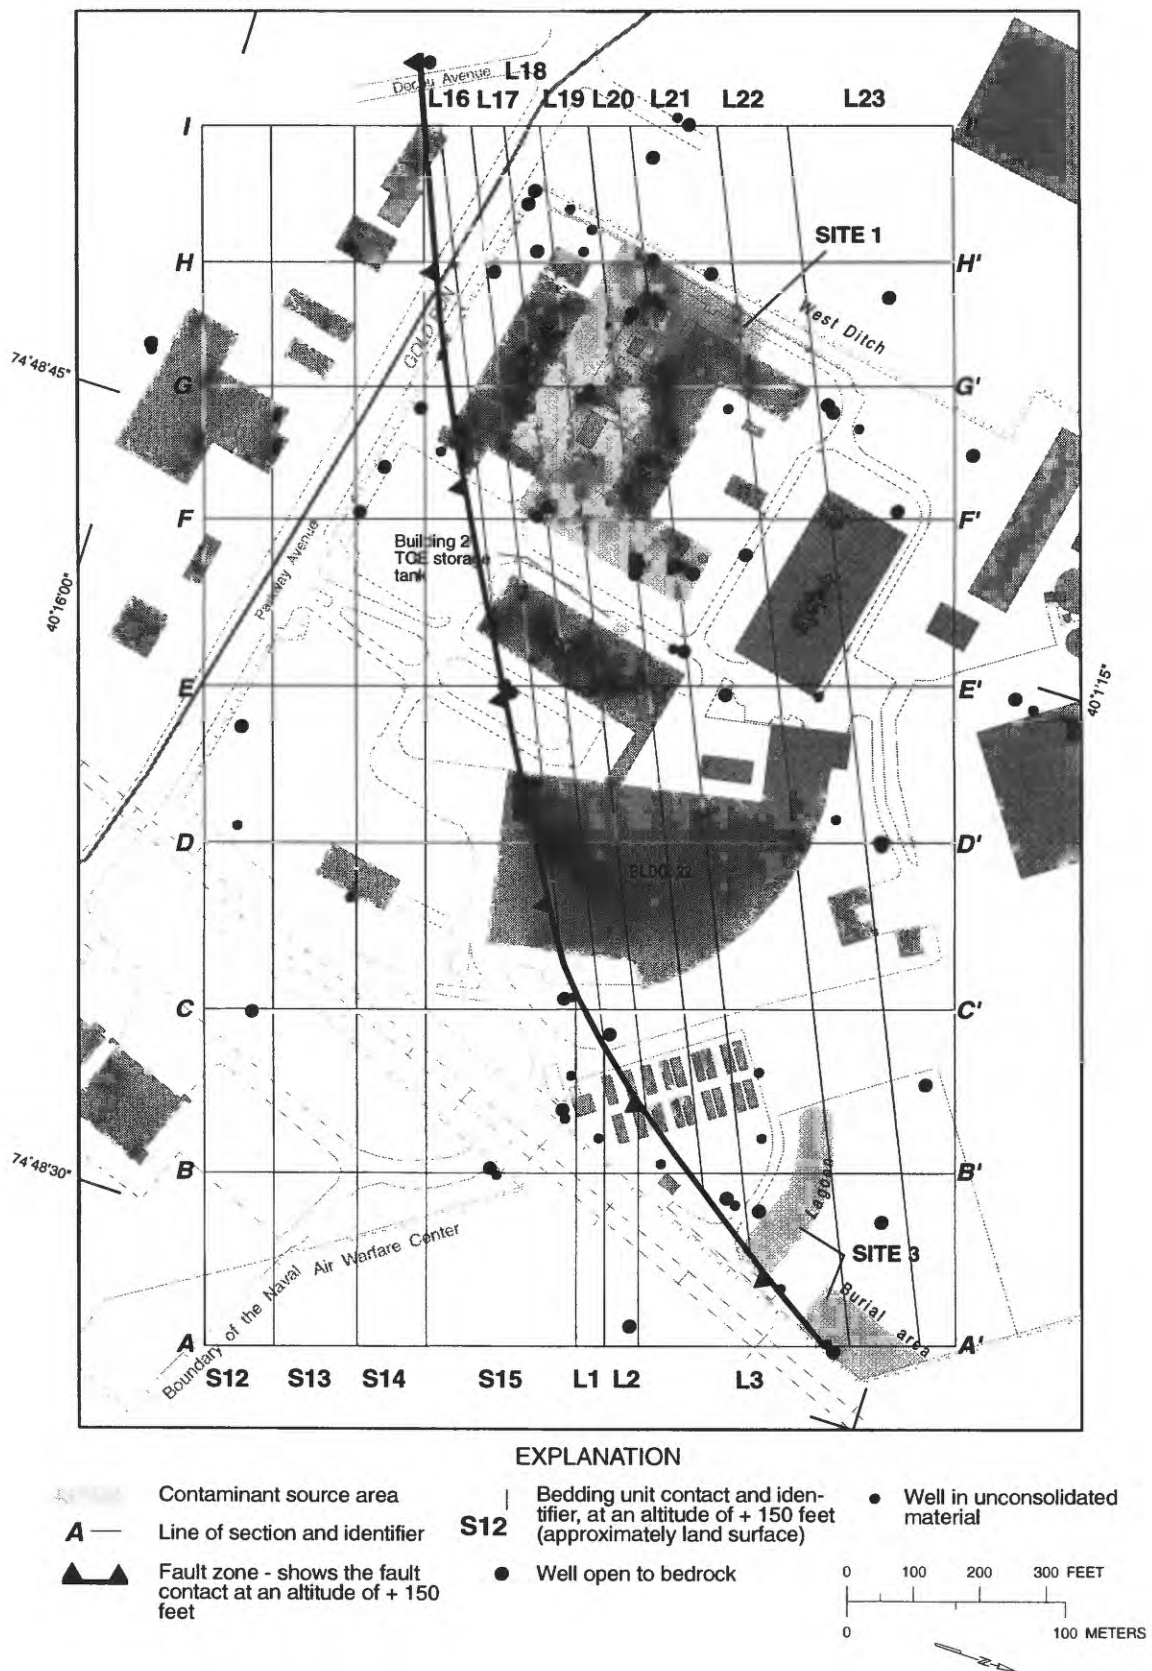 L18
L16 L17 L19 L20 L21 L22 L23
I
SITE 1
H H'
West Ditch
74°48'45"
G G'
F F'
Building 2
TCE storage
tank
Parkway Avenue
40°16'00"
E E'
40°1'15"
D D'
BLDG. 22
C C'
74°48'30"
B B'
Lagoon
Boundary of the Naval Air Warfare Center
SITE 3
Burial area
A A'
S12 S13 S14 S15 L1 L2 L3
EXPLANATION
Contaminant source area
A Line of section and identifier
Fault zone - shows the fault
contact at an altitude of + 150
feet
S12
Bedding unit contact and iden-
tifier, at an altitude of + 150 feet
(approximately land surface)
Well open to bedrock
Well in unconsolidated
material
0 100 200 300 FEET
0 100 METERS
N